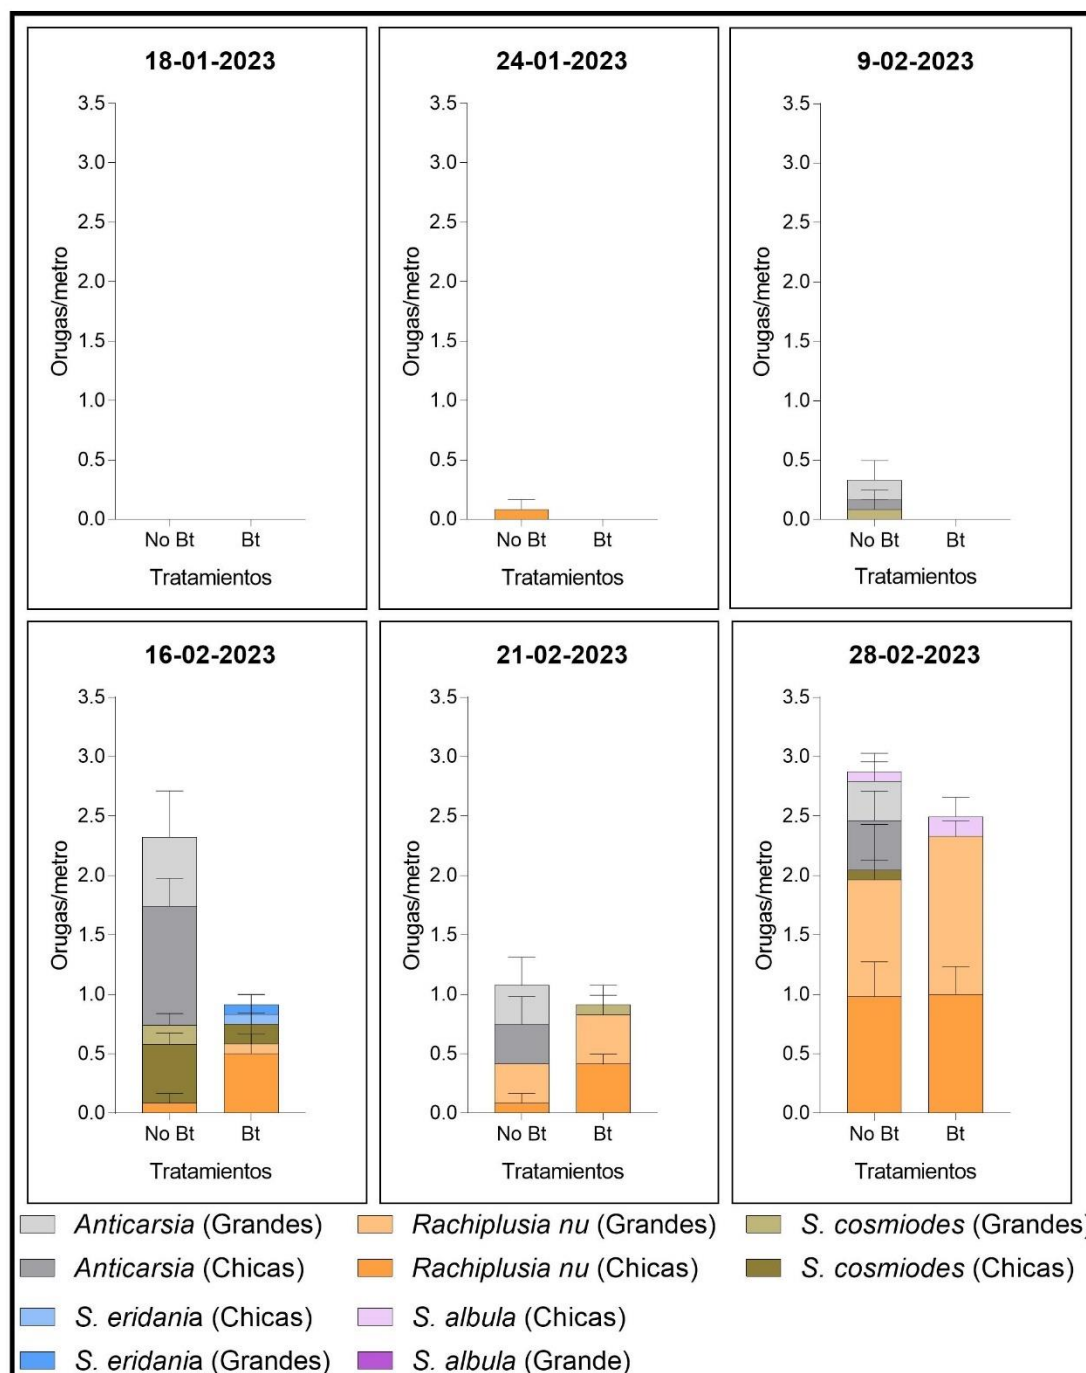 18-01-2023
3.5
3.0
2.5
2.0
1.5
1.0
0.5
0.0
Orugas/metro
No Bt Bt
Tratamientos
24-01-2023
3.5
3.0
2.5
2.0
1.5
1.0
0.5
0.0
Orugas/metro
No Bt Bt
Tratamientos
9-02-2023
3.5
3.0
2.5
2.0
1.5
1.0
0.5
0.0
Orugas/metro
No Bt Bt
Tratamientos
16-02-2023
3.5
3.0
2.5
2.0
1.5
1.0
0.5
0.0
Orugas/metro
No Bt Bt
Tratamientos
21-02-2023
3.5
3.0
2.5
2.0
1.5
1.0
0.5
0.0
Orugas/metro
No Bt Bt
Tratamientos
28-02-2023
3.5
3.0
2.5
2.0
1.5
1.0
0.5
0.0
Orugas/metro
No Bt Bt
Tratamientos
Anticarsia (Grandes) Rachiplusia nu (Grandes) S. cosmiodes (Grandes)
Anticarsia (Chicas) Rachiplusia nu (Chicas) S. cosmiodes (Chicas)
S. eridania (Chicas) S. albula (Chicas)
S. eridania (Grandes) S. albula (Grande)